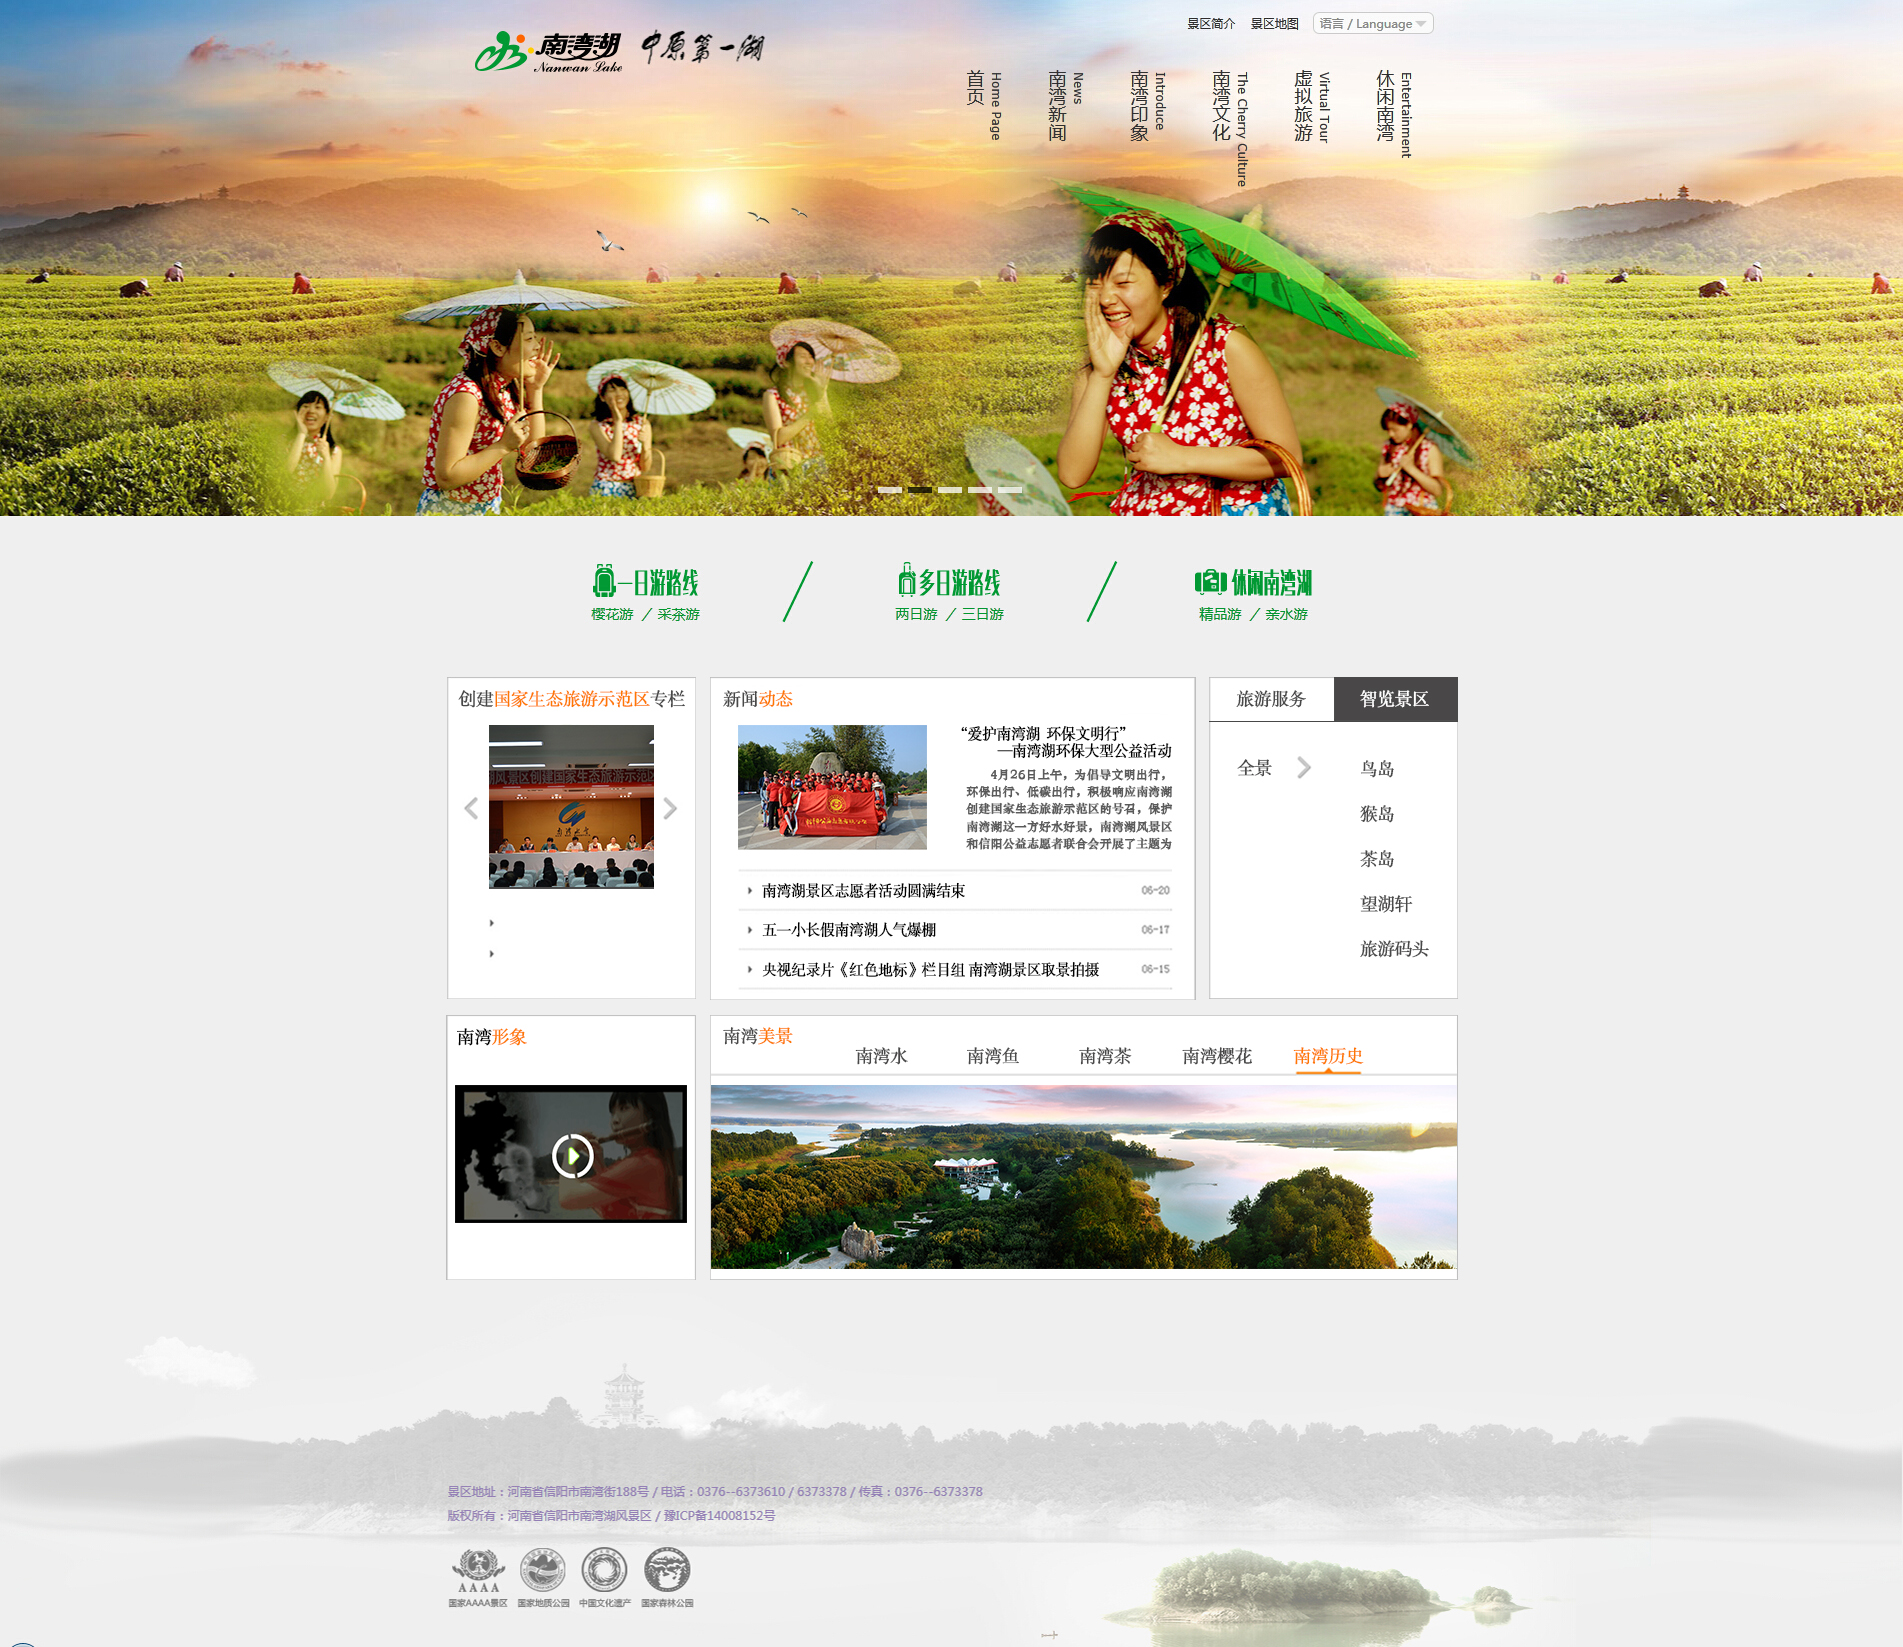 景区简介 景区地图 语言 / Language
南湾湖 中原第一湖
Nanwan Lake
首页 Home Page
南湾新闻 News
南湾印象 Introduce
南湾文化 The Cherry Culture
虚拟旅游 Virtual Tour
休闲南湾 Entertainment
一日游路线 多日游路线 休闲南湾湖
樱花游 / 采茶游 两日游 / 三日游 精品游 / 亲水游
创建国家生态旅游示范区专栏
风景区创建国家生态旅游示范区
新闻动态
“爱护南湾湖 环保文明行”
—南湾湖环保大型公益活动
4月26日上午，为倡导文明出行，
环保出行、低碳出行，积极响应南湾湖
创建国家生态旅游示范区的号召，保护
南湾湖这一方好水好景，南湾湖风景区
和信阳公益志愿者联合会开展了主题为
南湾湖景区志愿者活动圆满结束 06-20
五一小长假南湾湖人气爆棚 06-17
央视纪录片《红色地标》栏目组 南湾湖景区取景拍摄 06-15
旅游服务 智览景区
全景
鸟岛
猴岛
茶岛
望湖轩
旅游码头
南湾形象
南湾美景
南湾水 南湾鱼 南湾茶 南湾樱花 南湾历史
景区地址：河南省信阳市南湾街188号 / 电话：0376--6373610 / 6373378 / 传真：0376--6373378
版权所有：河南省信阳市南湾湖风景区 / 豫ICP备14008152号
AAAA
国家AAAA景区 国家地质公园 中国文化遗产 国家森林公园